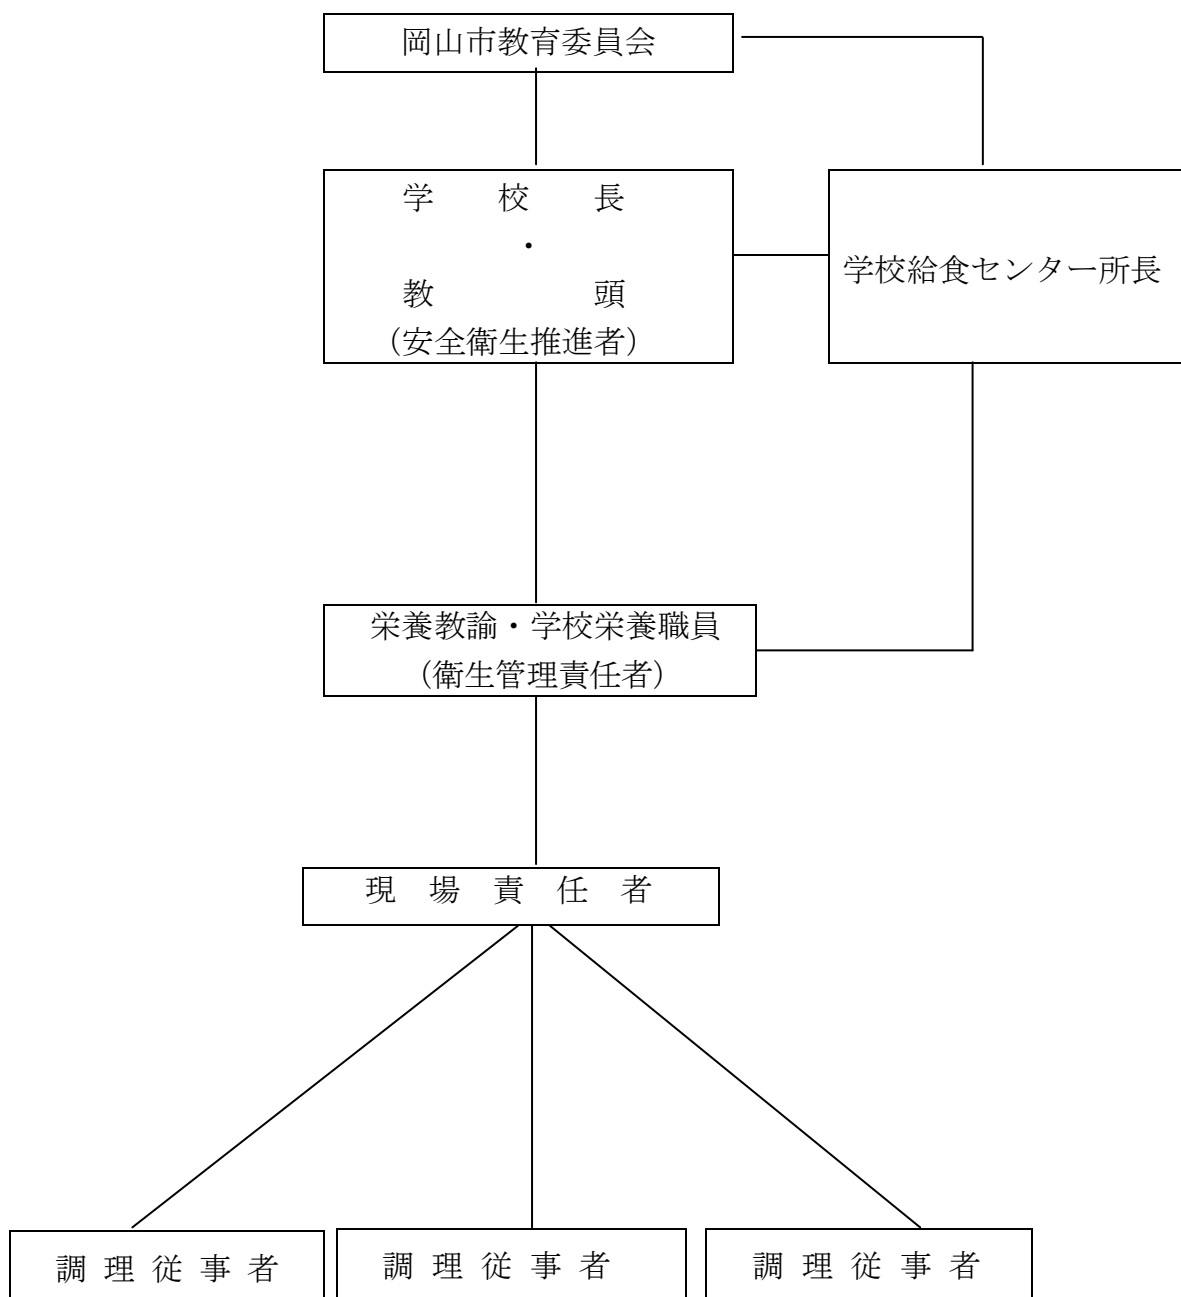 岡山市教育委員会
学校長
・
教頭
(安全衛生推進者)
学校給食センター所長
栄養教諭・学校栄養職員
(衛生管理責任者)
現場責任者
調理従事者
調理従事者
調理従事者